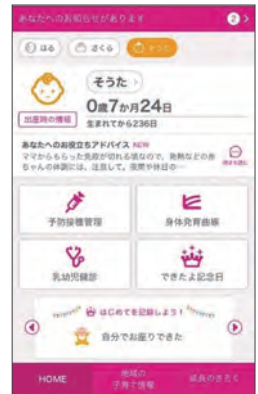 あなたへのお知らせがあります 2
はる さくら そうた
そうた
0歳7か月24日
出産時の情報 生まれてから236日
あなたへのお役立ちアドバイス NEW
ママからもらった免疫が切れる頃なので、発熱などの赤
ちゃんの体調には、注意して。夜間や休日の…
予防接種管理 身体発育曲線
乳幼児健診 できたよ記念日
はじめてを記録しよう!
自分でお座りできた
HOME 地域の
子育て情報 成長のきろく